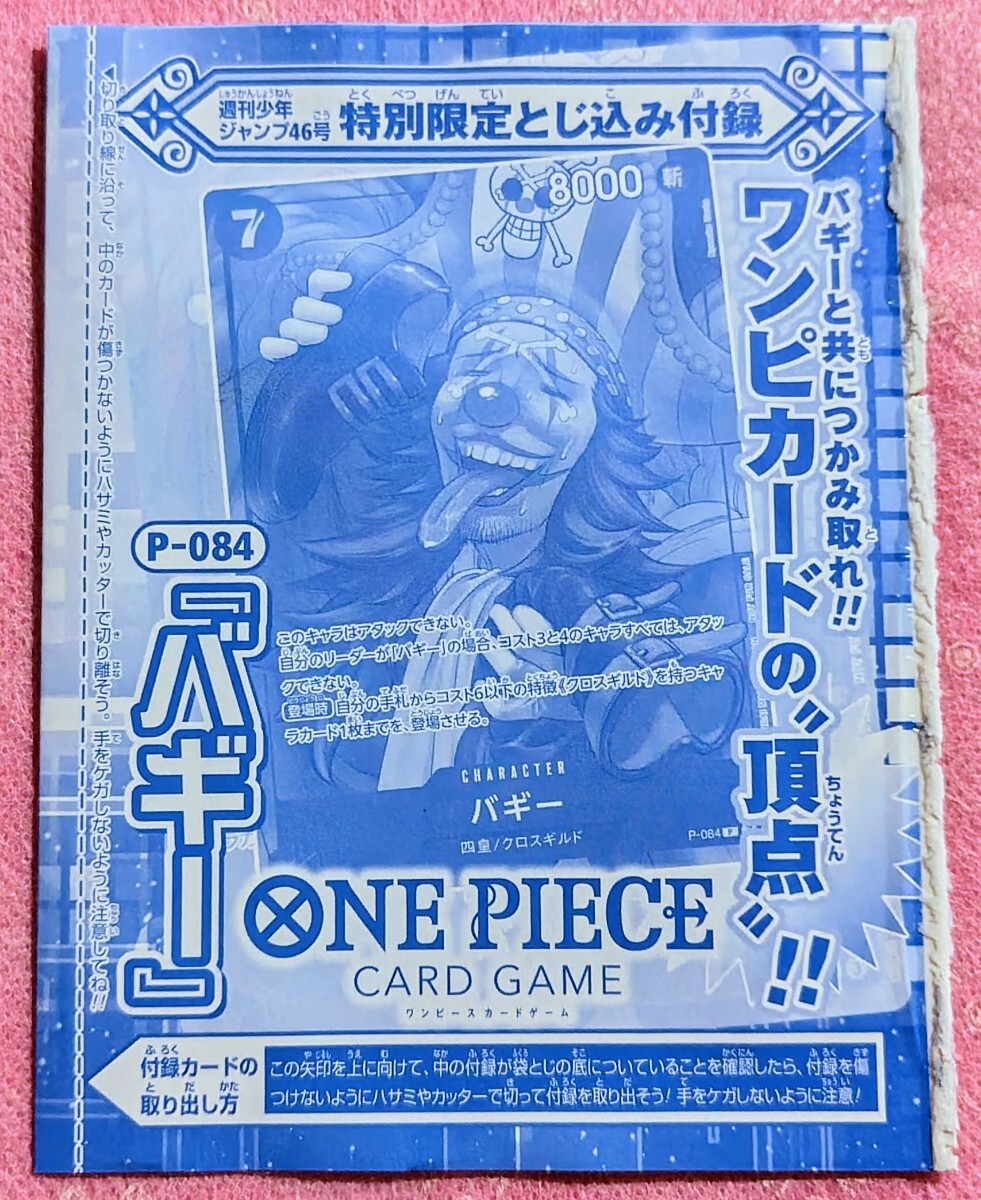 週刊少年
ジャンプ46号
特別限定とじ込み付録
バギーと共につかみ取れ!!
ワンピカードの〝頂点〟!!
7
8000
斬
P-084
『バギー』
このキャラはアタックできない。
自分のリーダーが「バギー」の場合、コスト3と4のキャラすべては、アタッ
クできない。
登場時 自分の手札からコスト6以下の特徴《クロスギルド》を持つキャ
ラカード1枚までを、登場させる。
CHARACTER
バギー
四皇/クロスギルド
P-084 P
ONE PIECE
CARD GAME
ワンピースカードゲーム
◀切り取り線に沿って、中のカードが傷つかないようにハサミやカッターで切り離そう。手をケガしないように注意してね!!
付録カードの
取り出し方
この矢印を上に向けて、中の付録が袋とじの底についていることを確認したら、付録を傷
つけないようにハサミやカッターで切って付録を取り出そう!手をケガしないように注意!